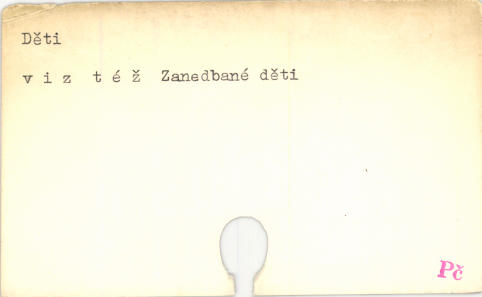 Děti
v i z  t é ž  Zanedbané děti
Pč